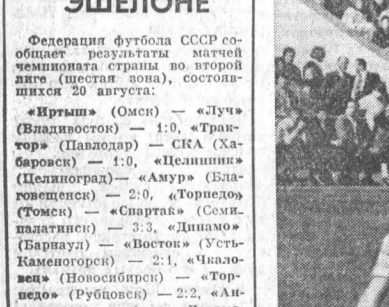 ЭШЕЛОНЕ
Федерация футбола СССР со-
общает результаты матчей
чемпионата страны во второй
лиге (шестая зона), состояв-
шихся 20 августа:
«Иртыш» (Омск) — «Луч»
(Владивосток) — 1:0, «Трак-
тор» (Павлодар) — СКА (Ха-
баровск) — 1:0, «Целинник»
(Целиноград)— «Амур» (Бла-
говещенск) — 2:0, «Торпедо»
(Томск) — «Спартак» (Семи-
палатинск) — 3:3, «Динамо»
(Барнаул) — «Восток» (Усть-
Каменогорск) — 2:1, «Чкало-
вец» (Новосибирск) — «Тор-
педо» (Рубцовск) — 2:2, «Ан-